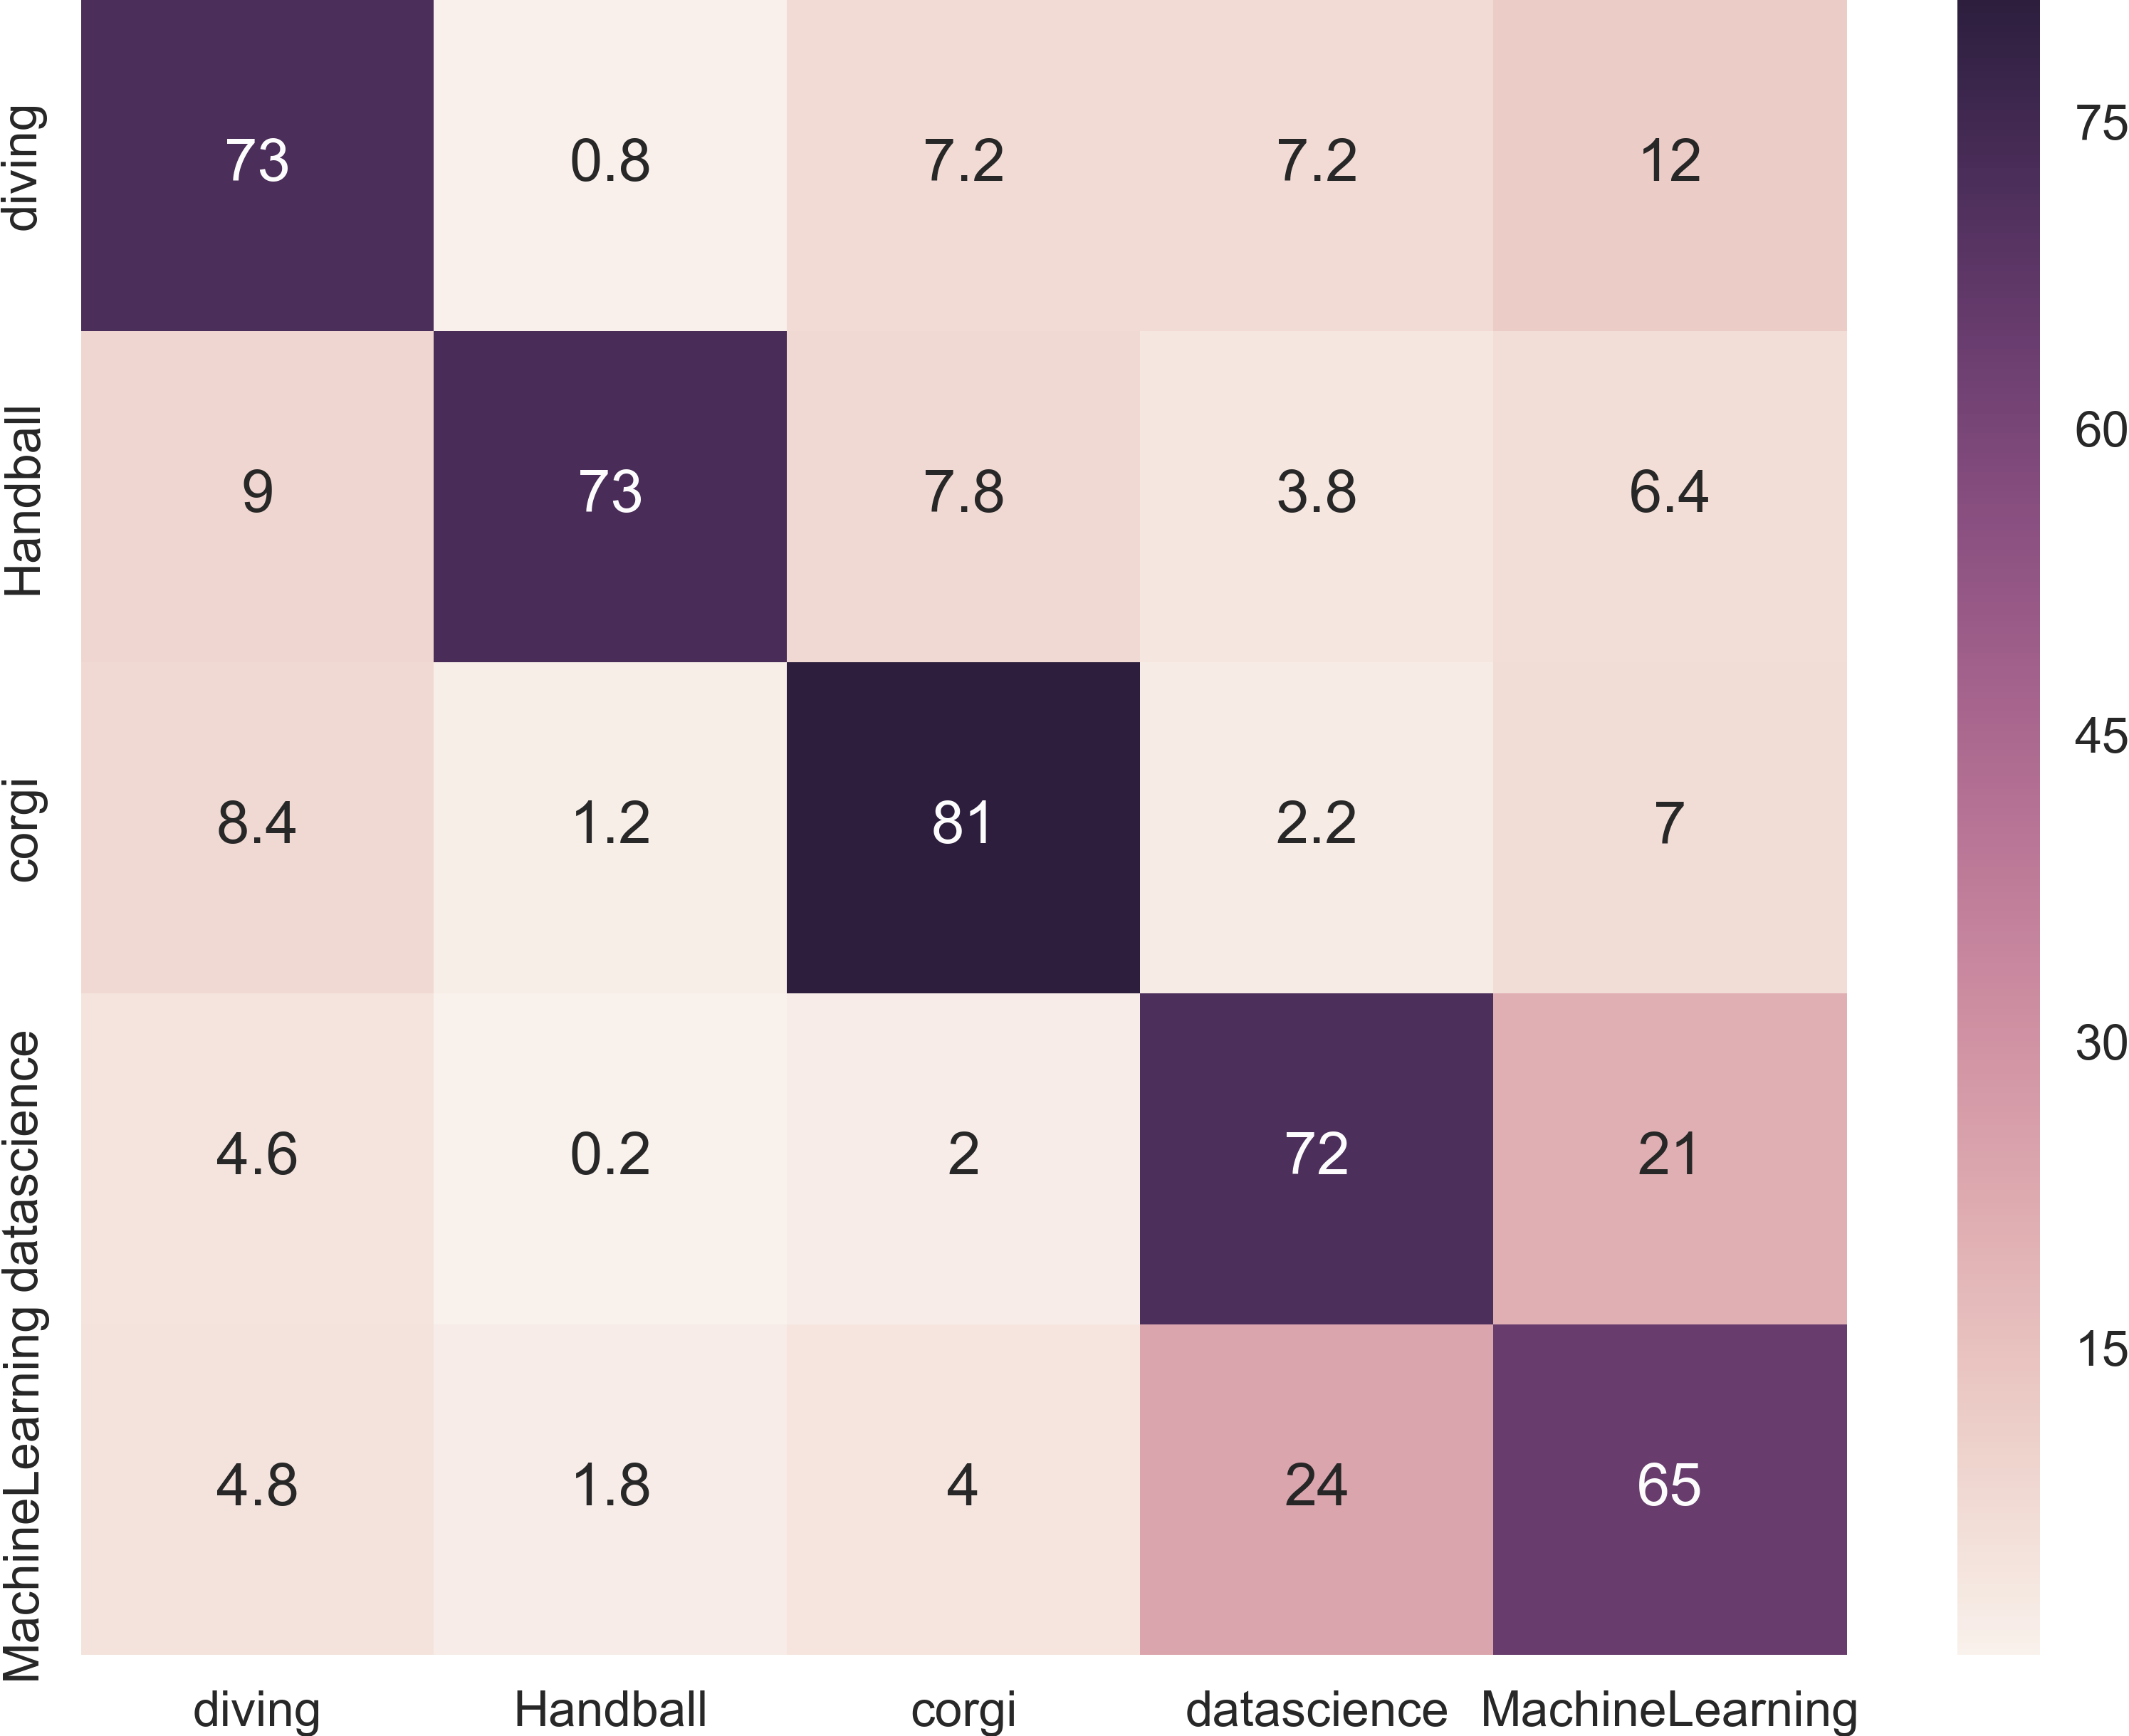 diving 73 0.8 7.2 7.2 12
Handball 9 73 7.8 3.8 6.4
corgi 8.4 1.2 81 2.2 7
datascience 4.6 0.2 2 72 21
MachineLearning 4.8 1.8 4 24 65
diving Handball corgi datascience MachineLearning
75
60
45
30
15